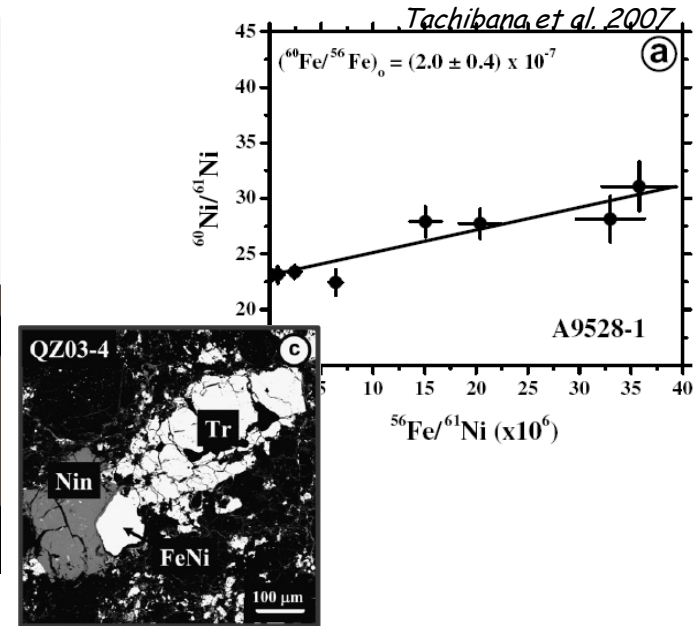 Tachibana et al. 2007
a
(⁶⁰Fe/⁵⁶Fe)ₒ = (2.0 ± 0.4) x 10⁻⁷
45
40
35
30
25
20
⁶⁰Ni/⁶¹Ni
A9528-1
5 10 15 20 25 30 35 40
⁵⁶Fe/⁶¹Ni (x10⁶)
QZ03-4
c
Tr
Nin
FeNi
100 μm